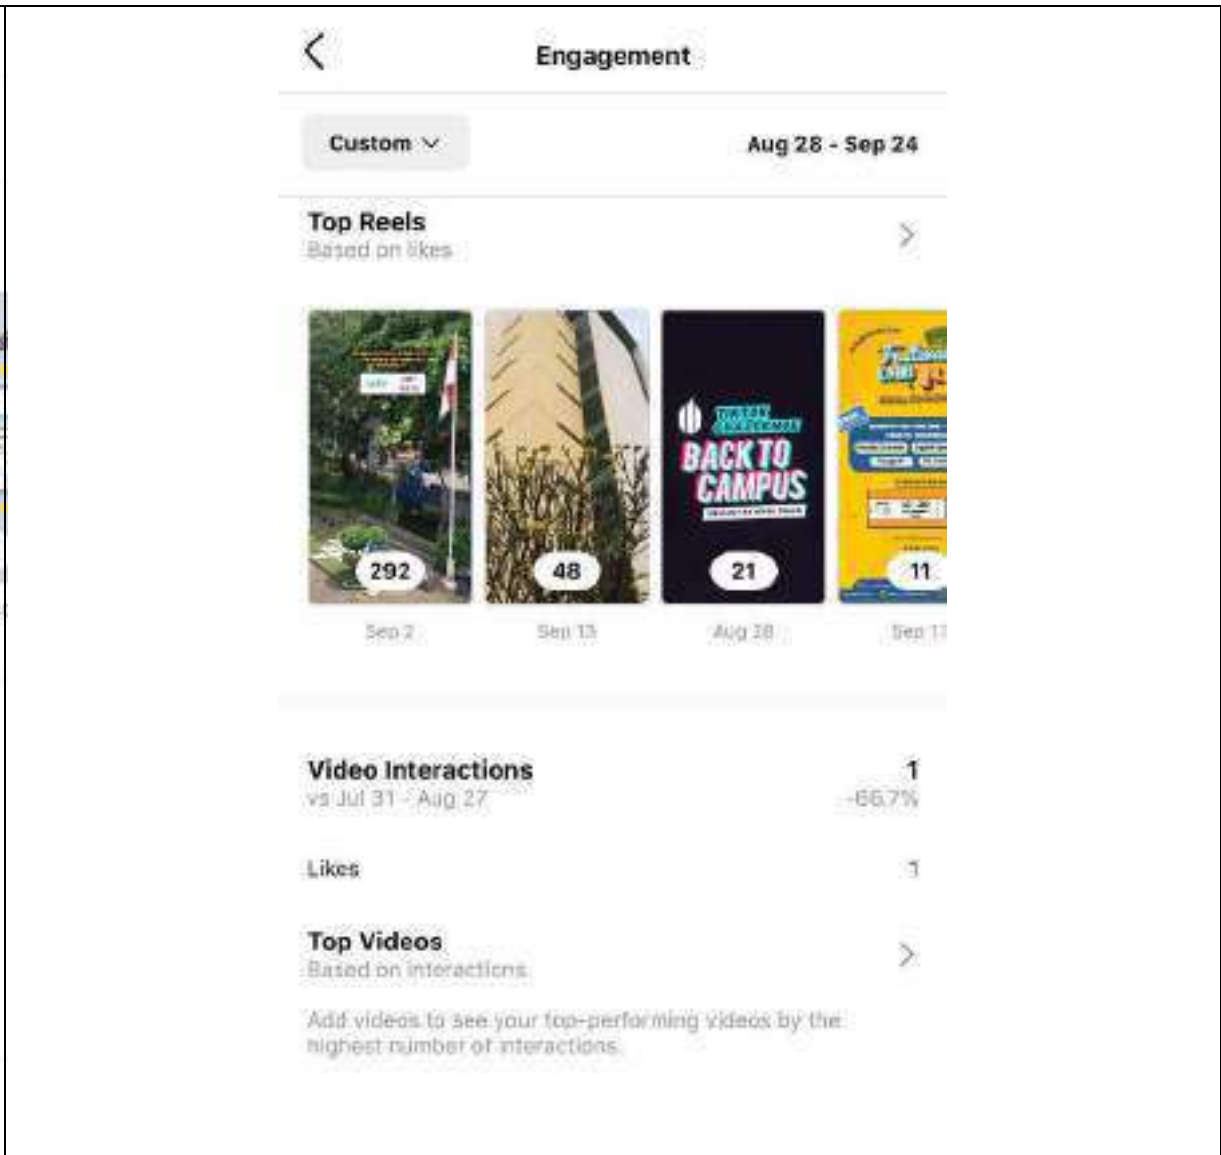 Engagement
Custom
Aug 28 - Sep 24
Top Reels
Based on likes
TIKTOK
BACK TO
CAMPUS
292
48
21
11
Sep 2
Sep 13
Aug 28
Video Interactions
1
vs Jul 31 - Aug 27
-66.7%
Likes
1
Top Videos
Based on interactions
Add videos to see your top-performing videos by the
highest number of interactions.